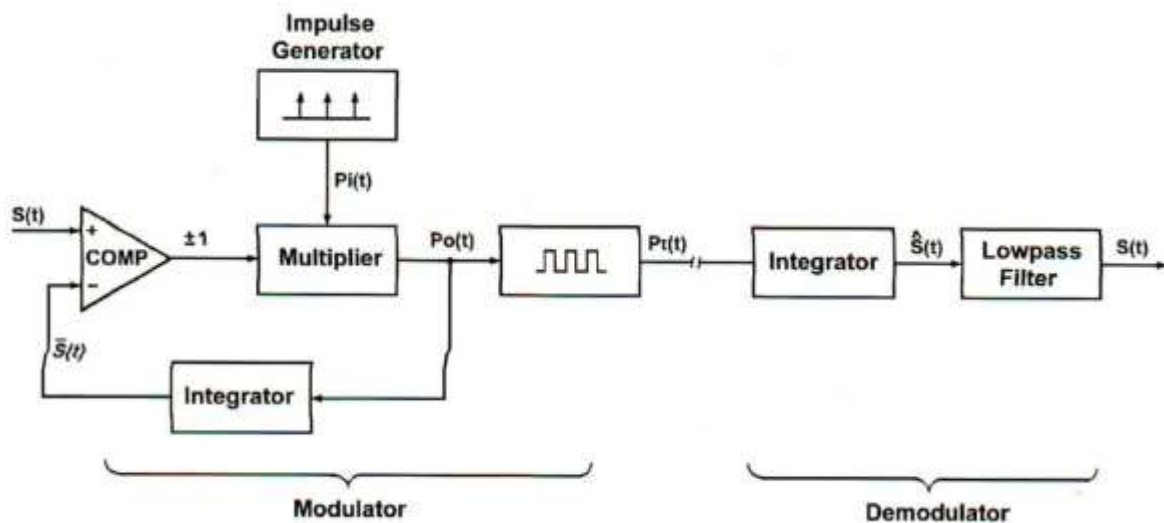 Impulse
Generator
Pi(t)
S(t)
+
COMP
−
±1
Multiplier
Po(t)
Pt(t)
Integrator
Ŝ(t)
Lowpass
Filter
S(t)
S̄(t)
Integrator
Modulator
Demodulator